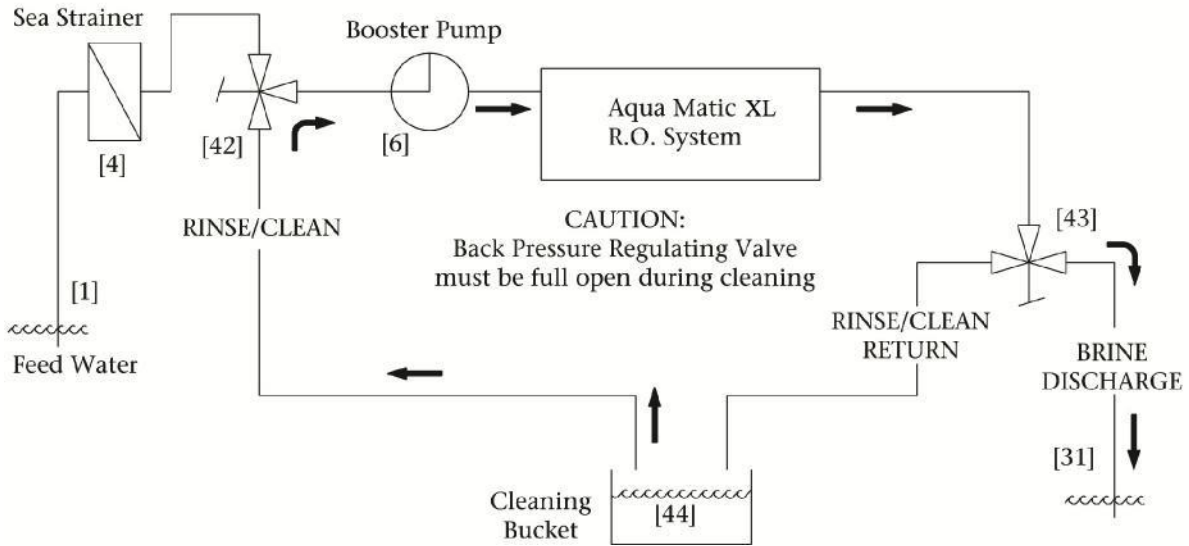 Sea Strainer
Booster Pump
Aqua Matic XL
R.O. System
[42]
[6]
[4]
RINSE/CLEAN
CAUTION:
Back Pressure Regulating Valve
must be full open during cleaning
[43]
[1]
Feed Water
RINSE/CLEAN
RETURN
BRINE
DISCHARGE
[31]
Cleaning
Bucket
[44]